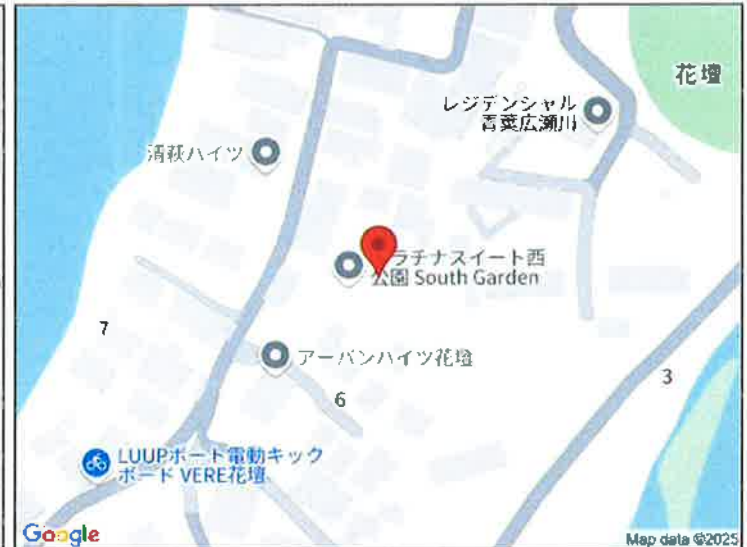 花壇
レジデンシャル
青葉広瀬川
清萩ハイツ
ラチナスイート西
公園 South Garden
7
アーバンハイツ花壇
3
6
LUUPポート電動キック
ボード VERE花壇
Google
Map data ©2025